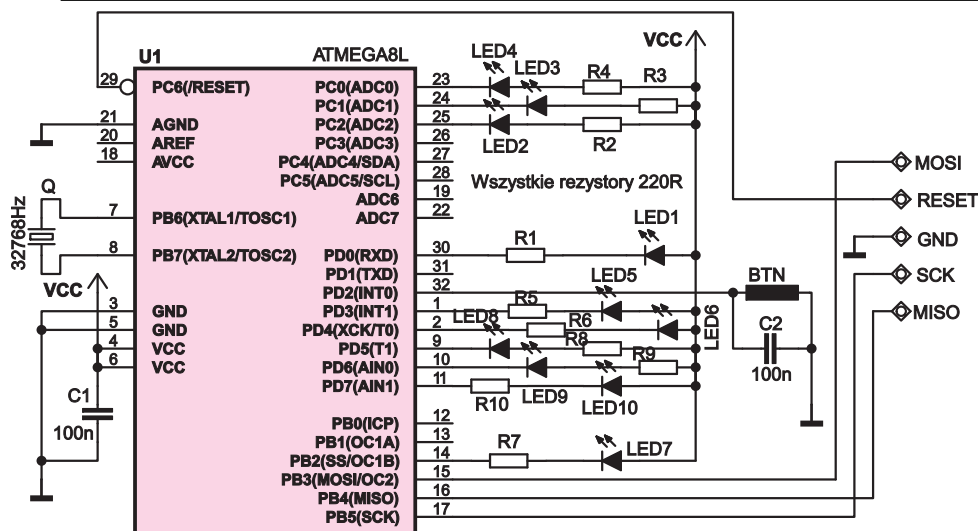 U1
ATMEGA8L
VCC
LED4
LED3
R4
R3
29
PC6(/RESET)
PC0(ADC0)
23
PC1(ADC1)
24
21
AGND
PC2(ADC2)
25
LED2
R2
20
AREF
PC3(ADC3)
26
18
AVCC
PC4(ADC4/SDA)
27
MOSI
PC5(ADC5/SCL)
28
Wszystkie rezystory 220R
Q
ADC6
19
RESET
32768Hz
7
PB6(XTAL1/TOSC1)
ADC7
22
LED1
GND
8
PB7(XTAL2/TOSC2)
PD0(RXD)
30
R1
PD1(TXD)
31
LED5
BTN
SCK
VCC
PD2(INT0)
32
3
GND
PD3(INT1)
1
R5
LED6
MISO
5
GND
PD4(XCK/T0)
2
LED8
R6
C2
4
VCC
PD5(T1)
9
R8
100n
6
VCC
PD6(AIN0)
10
R9
C1
PD7(AIN1)
11
R10
LED9
LED10
100n
PB0(ICP)
12
PB1(OC1A)
13
PB2(SS/OC1B)
14
R7
LED7
PB3(MOSI/OC2)
15
PB4(MISO)
16
PB5(SCK)
17